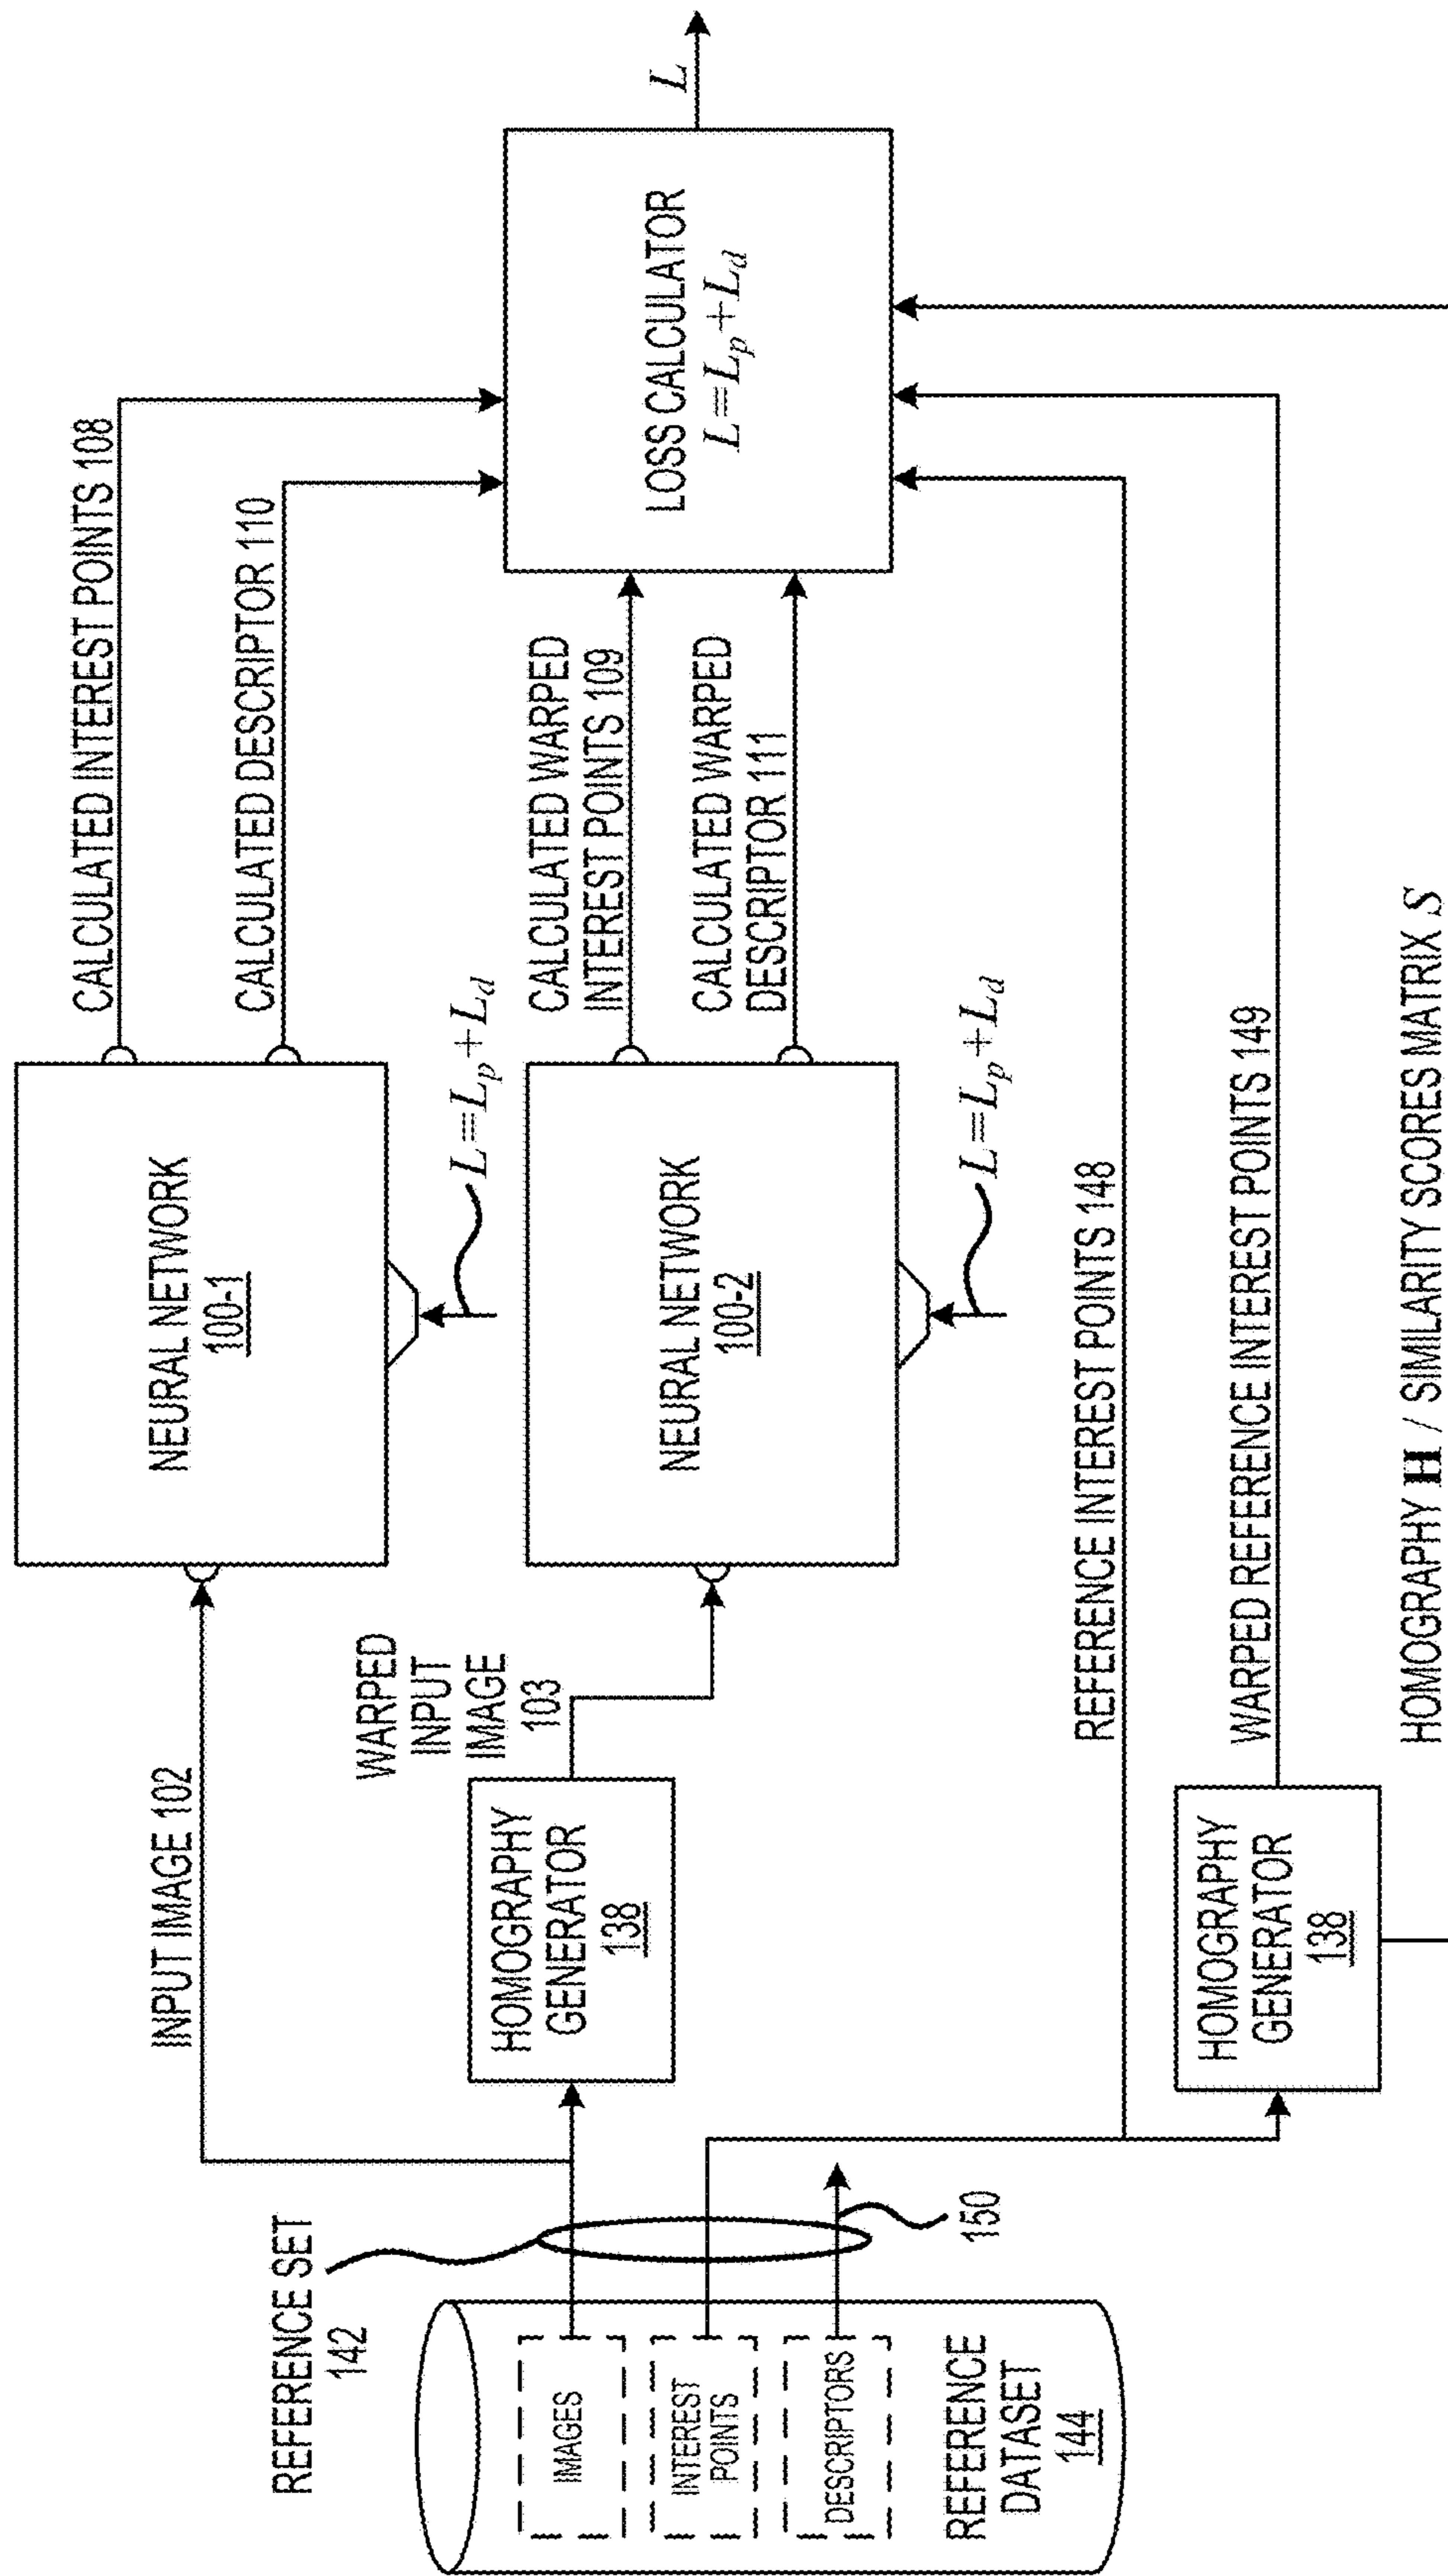 REFERENCE SET
142
IMAGES
INTEREST
POINTS
DESCRIPTORS
REFERENCE
DATASET
144
150
INPUT IMAGE 102
HOMOGRAPHY
GENERATOR
138
WARPED
INPUT
IMAGE
103
NEURAL NETWORK
100-1
L=Lp+Ld
NEURAL NETWORK
100-2
L=Lp+Ld
CALCULATED INTEREST POINTS 108
CALCULATED DESCRIPTOR 110
CALCULATED WARPED
INTEREST POINTS 109
CALCULATED WARPED
DESCRIPTOR 111
LOSS CALCULATOR
L=Lp+Ld
L
REFERENCE INTEREST POINTS 148
HOMOGRAPHY
GENERATOR
138
WARPED REFERENCE INTEREST POINTS 149
HOMOGRAPHY H / SIMILARITY SCORES MATRIX S